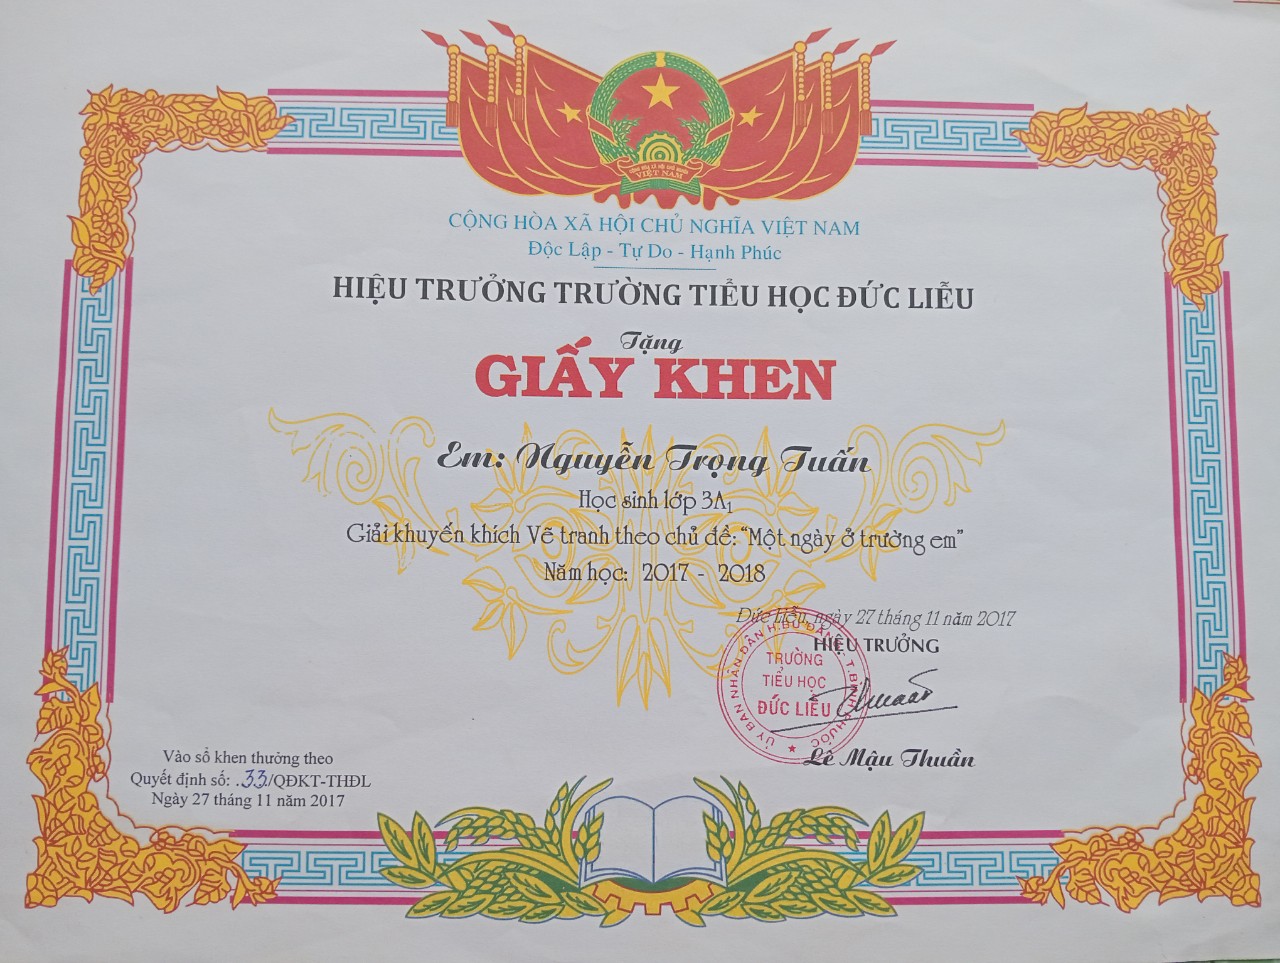 CỘNG HÒA XÃ HỘI CHỦ NGHĨA
VIỆT NAM
CỘNG HÒA XÃ HỘI CHỦ NGHĨA VIỆT NAM
Độc Lập - Tự Do - Hạnh Phúc
HIỆU TRƯỞNG TRƯỜNG TIỂU HỌC ĐỨC LIỄU
Tặng
GIẤY KHEN
Em: Nguyễn Trọng Tuấn
Học sinh lớp 3A1
Giải khuyến khích Vẽ tranh theo chủ đề: "Một ngày ở trường em"
Năm học: 2017 - 2018
Đức Liễu, ngày 27 tháng 11 năm 2017
HIỆU TRƯỞNG
ỦY BAN NHÂN DÂN H.BÙ ĐĂNG - T.BÌNH PHƯỚC
TRƯỜNG
TIỂU HỌC
ĐỨC LIỄU
Lê Mậu Thuần
Vào sổ khen thưởng theo
Quyết định số: .33./QĐKT-THĐL
Ngày 27 tháng 11 năm 2017